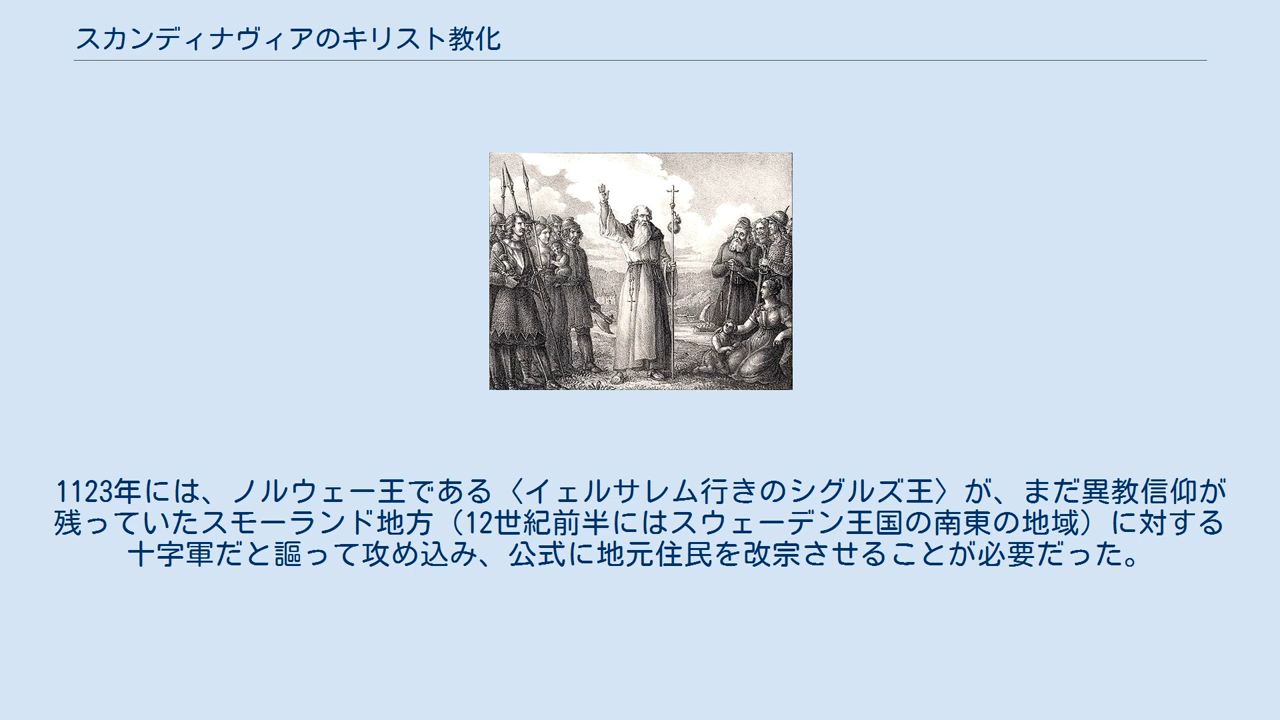 スカンディナヴィアのキリスト教化
1123年には、ノルウェー王である〈イェルサレム行きのシグルズ王〉が、まだ異教信仰が
残っていたスモーランド地方（12世紀前半にはスウェーデン王国の南東の地域）に対する
十字軍だと謳って攻め込み、公式に地元住民を改宗させることが必要だった。